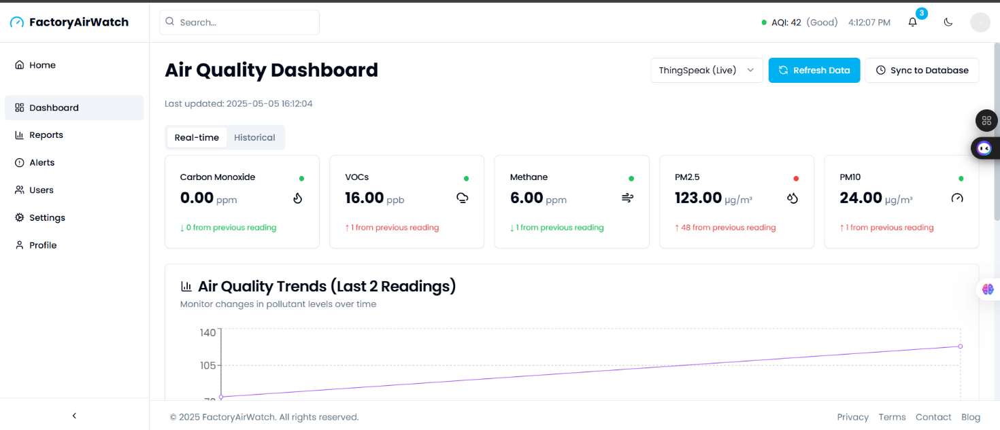 FactoryAirWatch
Search...
AQI: 42 (Good) 4:12:07 PM 3
Home
Dashboard
Reports
Alerts
Users
Settings
Profile
Air Quality Dashboard
ThingSpeak (Live) Refresh Data Sync to Database
Last updated: 2025-05-05 16:12:04
Real-time Historical
Carbon Monoxide
0.00 ppm
↓ 0 from previous reading
VOCs
16.00 ppb
↑ 1 from previous reading
Methane
6.00 ppm
↓ 1 from previous reading
PM2.5
123.00 µg/m³
↑ 48 from previous reading
PM10
24.00 µg/m³
↑ 1 from previous reading
Air Quality Trends (Last 2 Readings)
Monitor changes in pollutant levels over time
140
105
© 2025 FactoryAirWatch. All rights reserved.
Privacy Terms Contact Blog